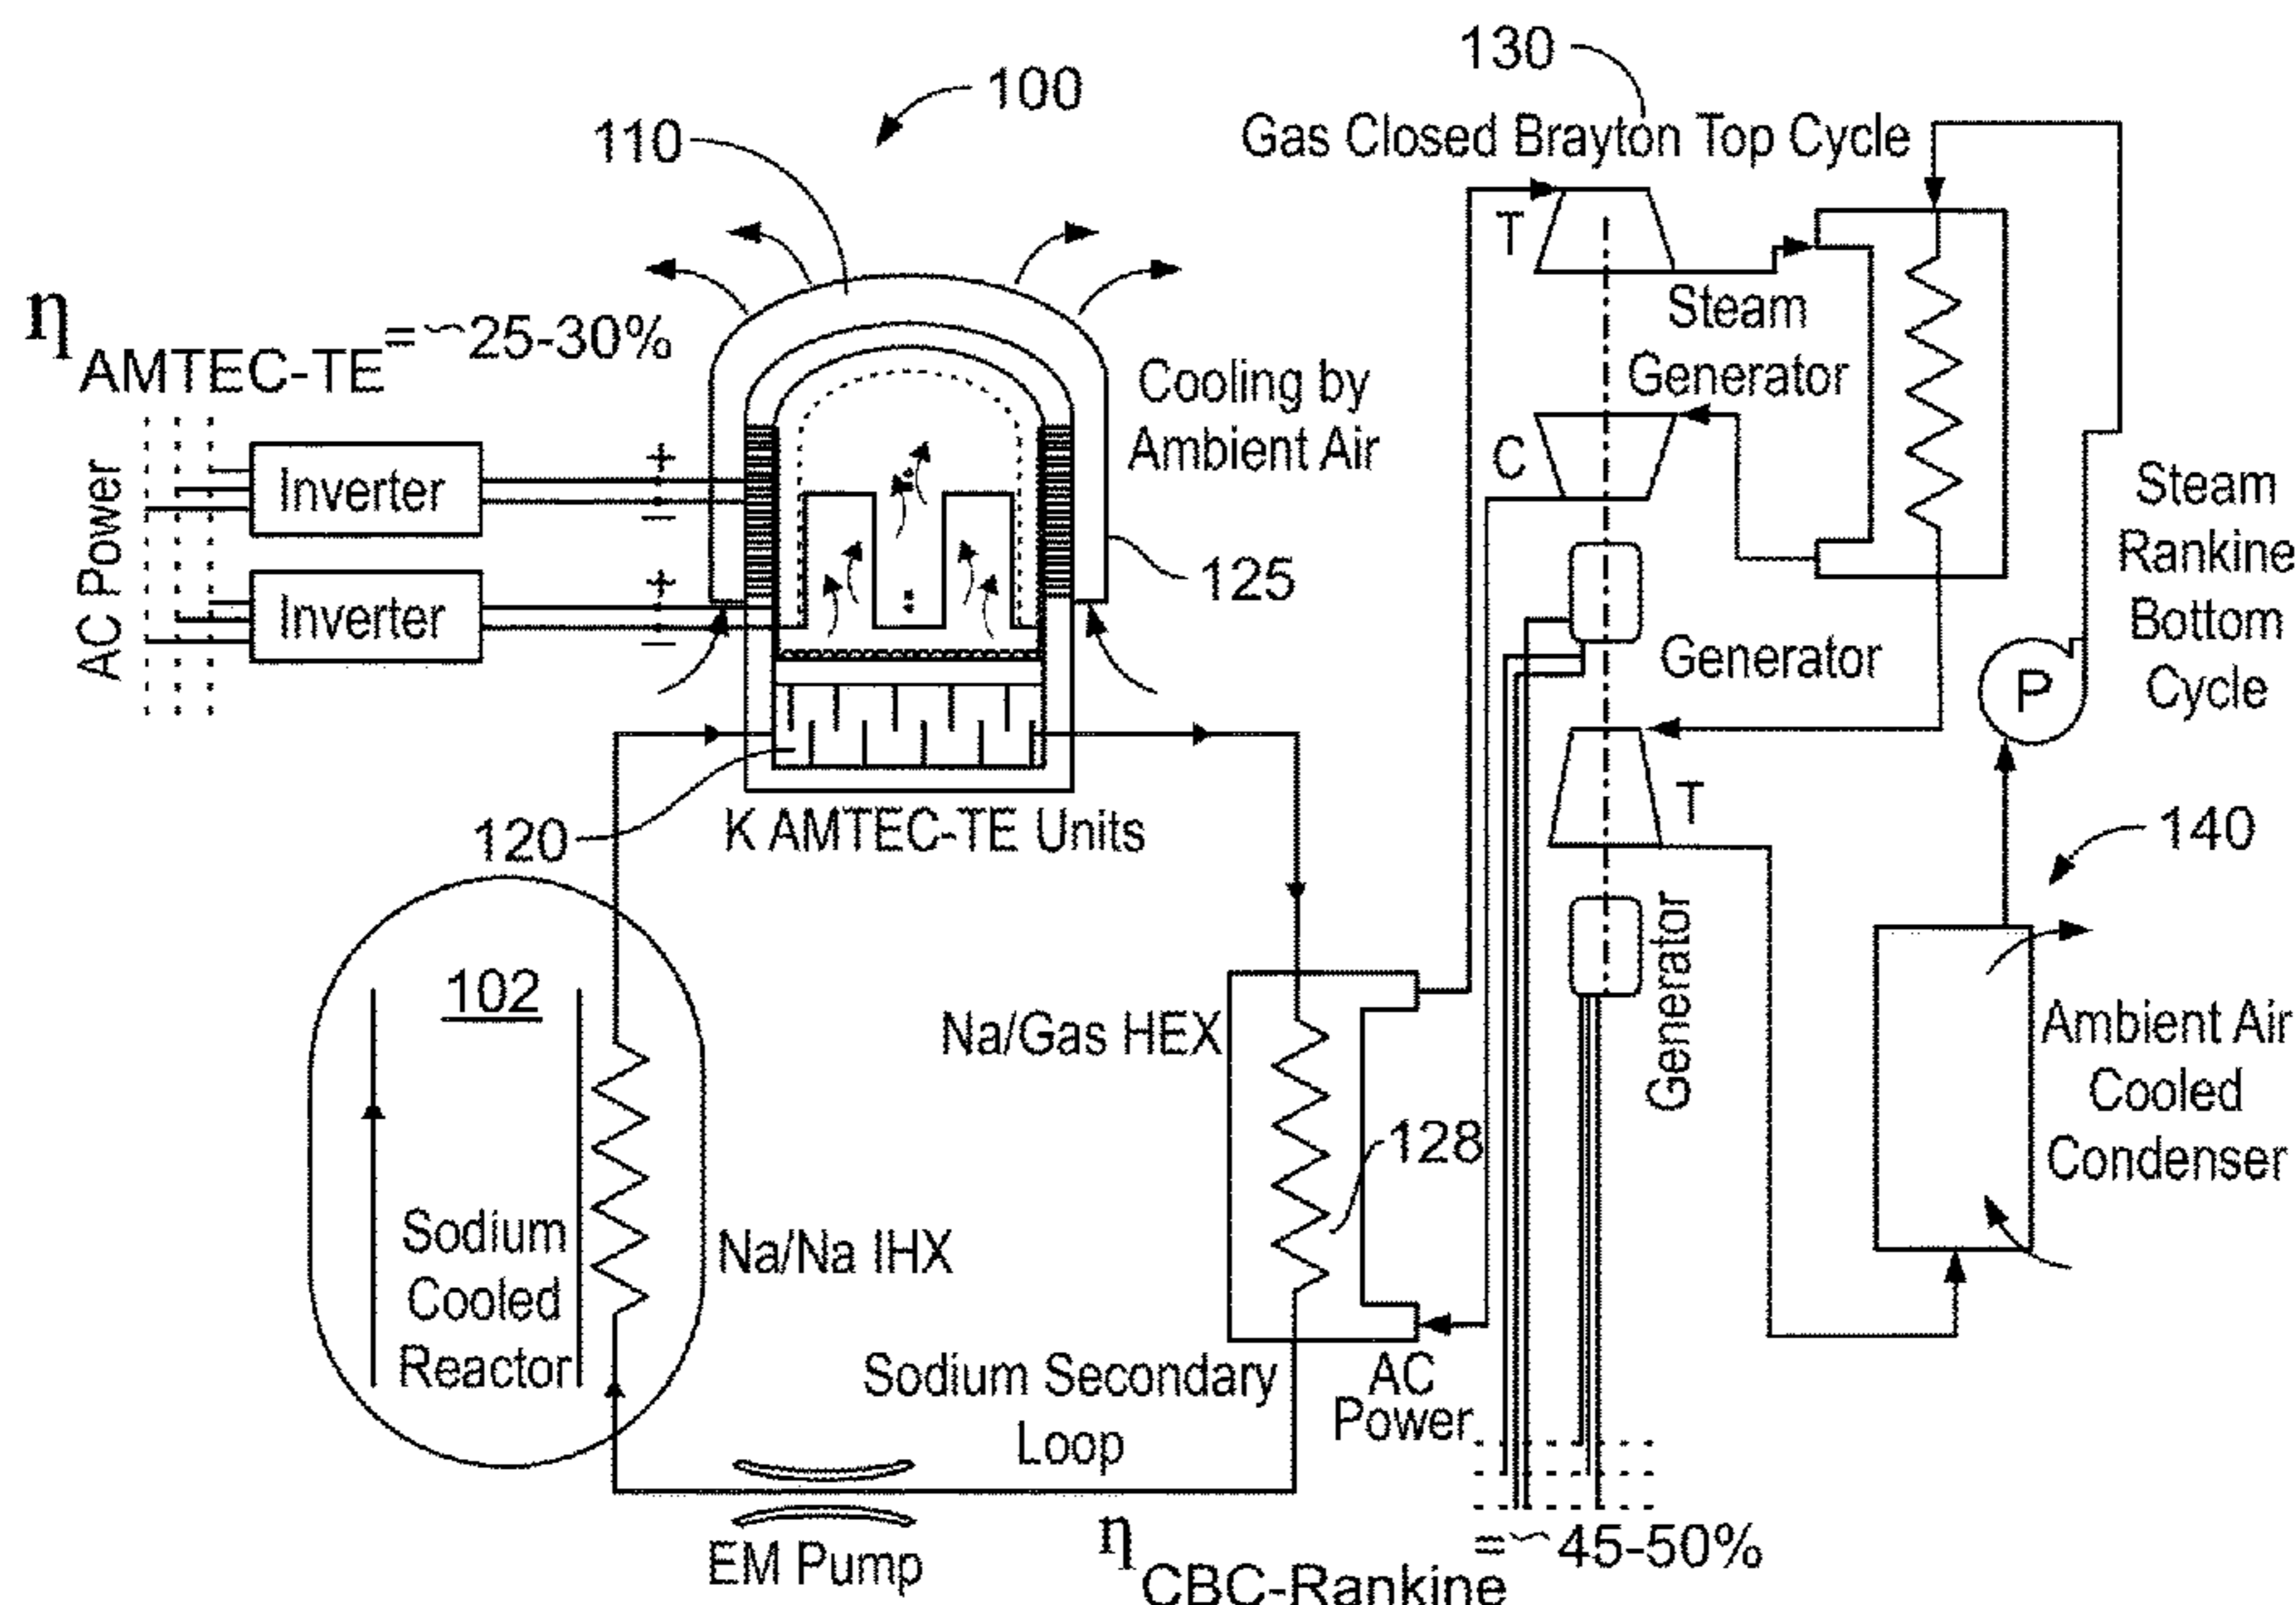 130
100
Gas Closed Brayton Top Cycle
110
T
η AMTEC-TE =~25-30%
Steam
Generator
Cooling by
Ambient Air
C
AC Power
Inverter
+
−
Inverter
+
−
125
Steam
Rankine
Bottom
Cycle
Generator
P
T
120
K AMTEC-TE Units
140
102
Generator
Na/Gas HEX
Ambient Air
Cooled
Condenser
128
Sodium
Cooled
Reactor
Na/Na IHX
Sodium Secondary
Loop
AC
Power
EM Pump
η CBC-Rankine =~45-50%